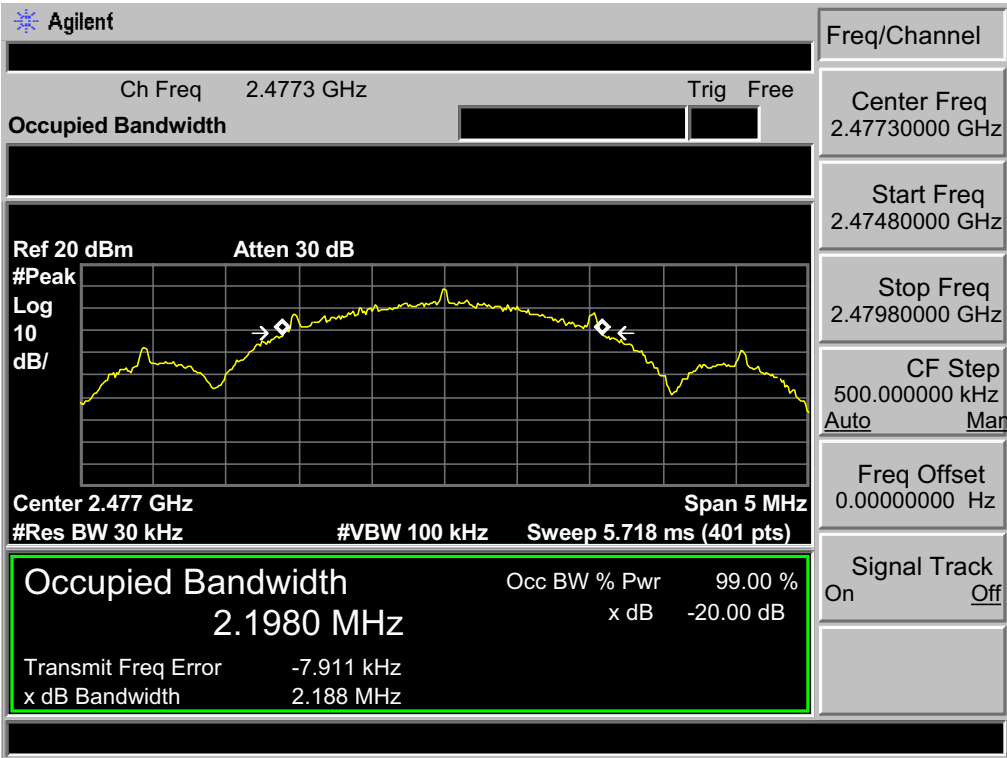 Agilent
Ch Freq 2.4773 GHz Trig Free
Occupied Bandwidth
Ref 20 dBm Atten 30 dB
#Peak
Log
10
dB/
Center 2.477 GHz Span 5 MHz
#Res BW 30 kHz #VBW 100 kHz Sweep 5.718 ms (401 pts)
Occupied Bandwidth
2.1980 MHz
Occ BW % Pwr 99.00 %
x dB -20.00 dB
Transmit Freq Error -7.911 kHz
x dB Bandwidth 2.188 MHz
Freq/Channel
Center Freq
2.47730000 GHz
Start Freq
2.47480000 GHz
Stop Freq
2.47980000 GHz
CF Step
500.000000 kHz
Auto Man
Freq Offset
0.00000000 Hz
Signal Track
On Off